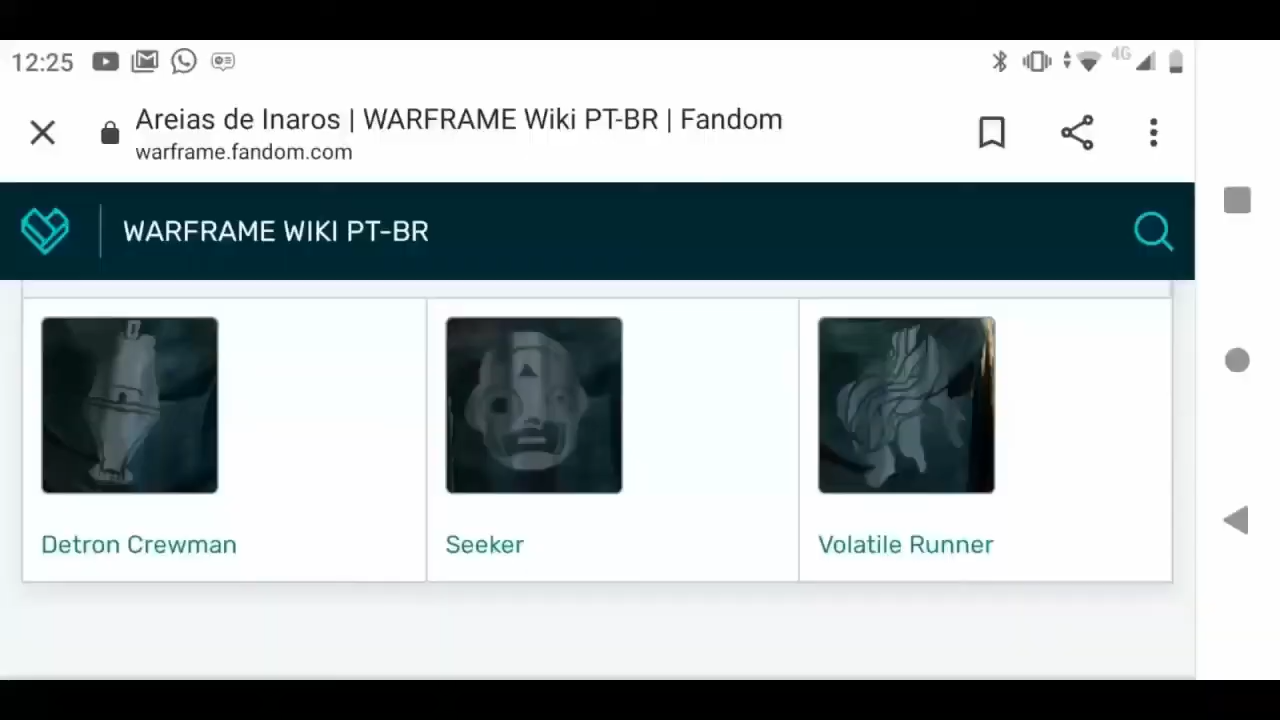 12:25
4G
Areias de Inaros | WARFRAME Wiki PT-BR | Fandom
warframe.fandom.com
WARFRAME WIKI PT-BR
Detron Crewman
Seeker
Volatile Runner